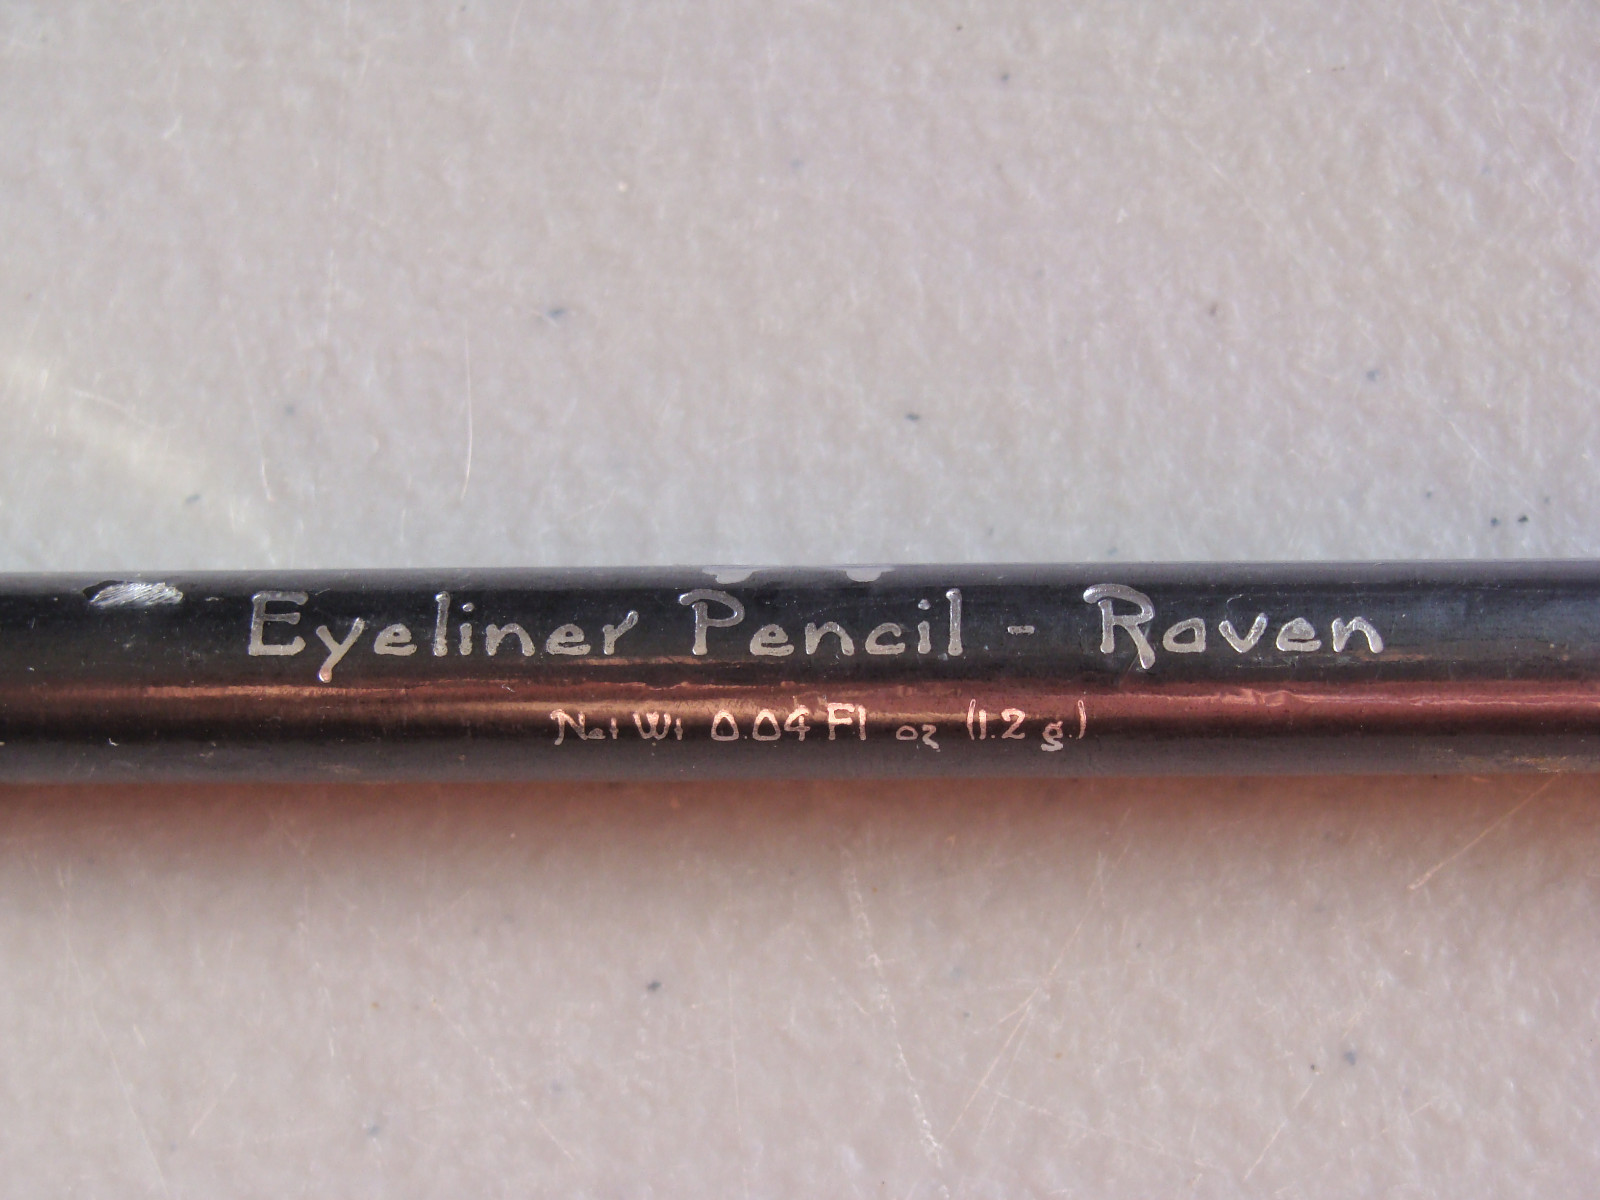 Eyeliner Pencil - Raven
Net Wt 0.04 Fl oz (1.2 g.)